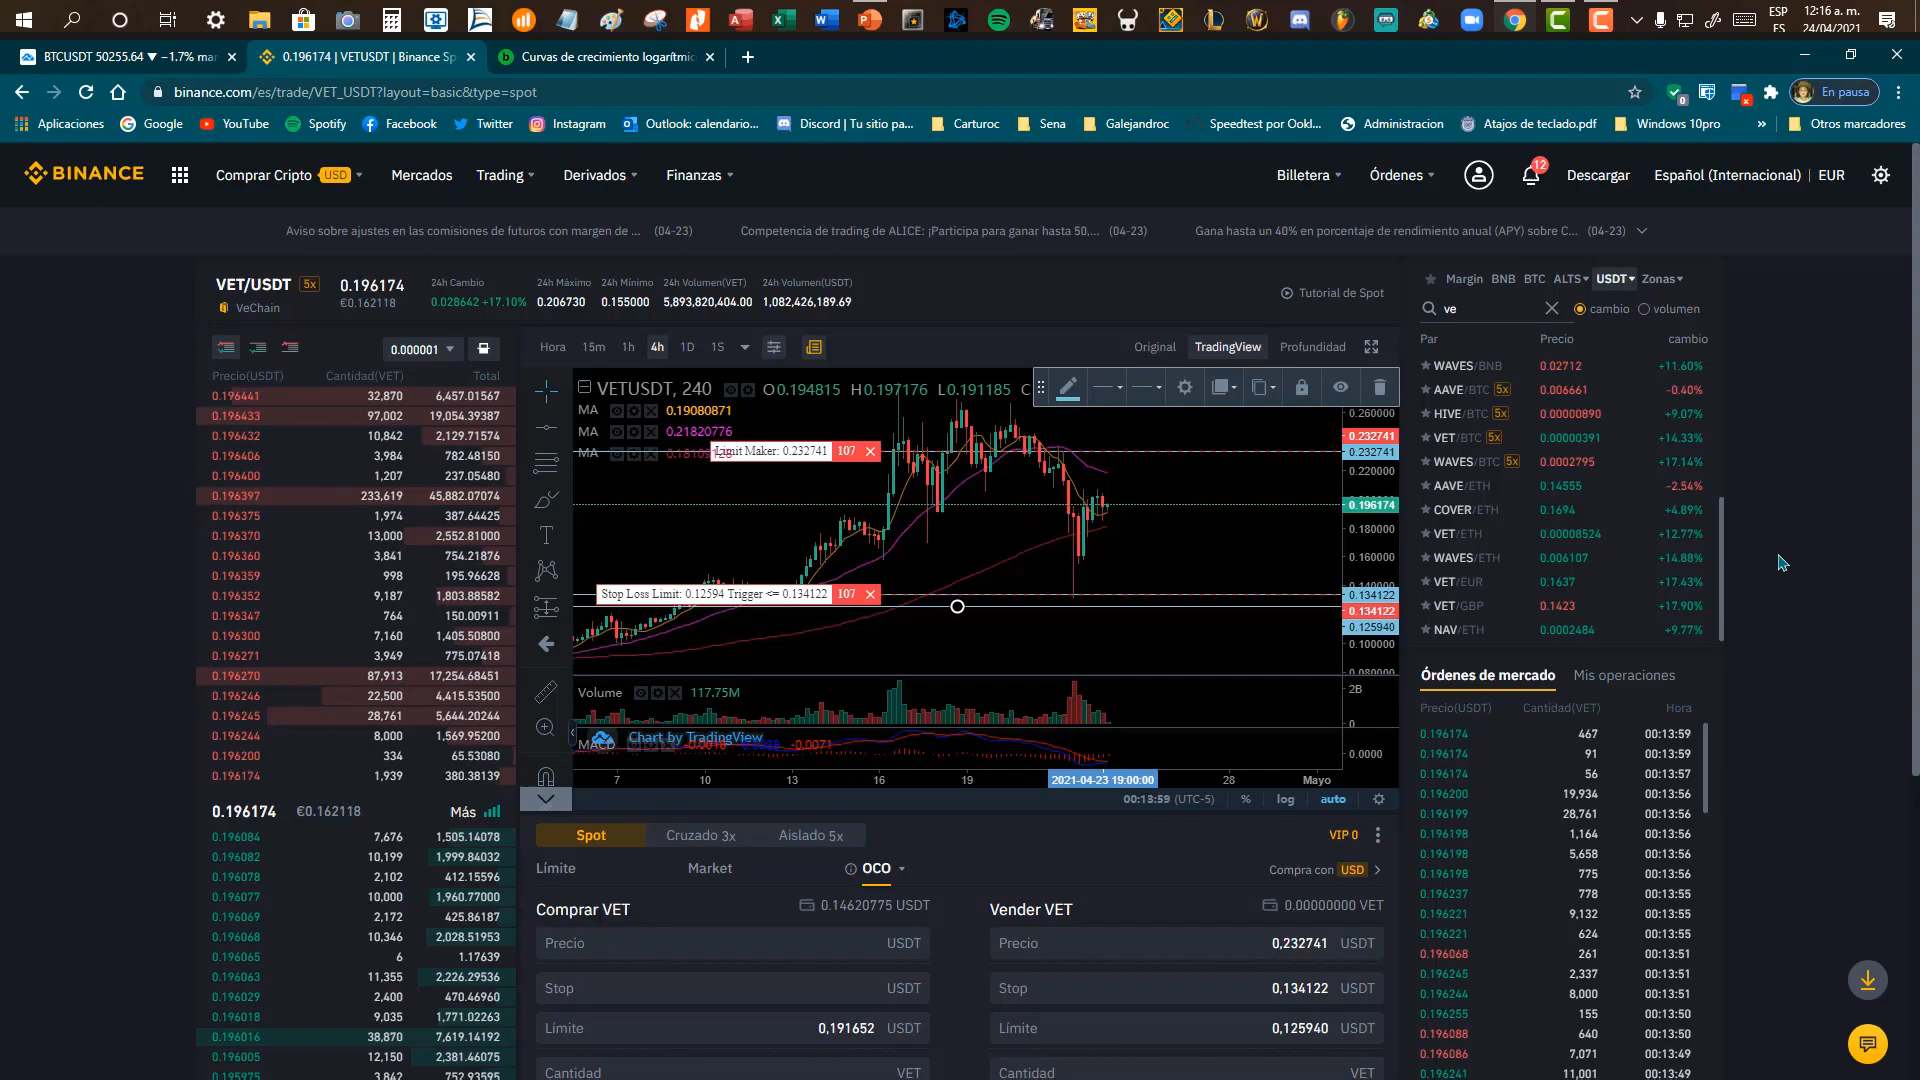 ESP
ES
12:16 a. m.
24/04/2021
BTCUSDT 50255.64 ▼ −1.7% mar
0.196174 | VETUSDT | Binance Sp
Curvas de crecimiento logarítmic
binance.com/es/trade/VET_USDT?layout=basic&type=spot
En pausa
Aplicaciones
Google
YouTube
Spotify
Facebook
Twitter
Instagram
Outlook: calendario...
Discord | Tu sitio pa...
Carturoc
Sena
Galejandroc
Speedtest por Ookl...
Administracion
Atajos de teclado.pdf
Windows 10pro
»
Otros marcadores
BINANCE
Comprar Cripto USD
Mercados
Trading
Derivados
Finanzas
Billetera
Órdenes
12
Descargar
Español (Internacional) | EUR
Aviso sobre ajustes en las comisiones de futuros con margen de ... (04-23)
Competencia de trading de ALICE: ¡Participa para ganar hasta 50,... (04-23)
Gana hasta un 40% en porcentaje de rendimiento anual (APY) sobre C... (04-23)
VET/USDT 5x
VeChain
0.196174
€0.162118
24h Cambio
0.028642 +17.10%
24h Máximo
0.206730
24h Mínimo
0.155000
24h Volumen(VET)
5,893,820,404.00
24h Volumen(USDT)
1,082,426,189.69
Tutorial de Spot
0.000001
Precio(USDT) Cantidad(VET) Total
0.196441 32,870 6,457.01567
0.196433 97,002 19,054.39387
0.196432 10,842 2,129.71574
0.196406 3,984 782.48150
0.196400 1,207 237.05480
0.196397 233,619 45,882.07074
0.196375 1,974 387.64425
0.196370 13,000 2,552.81000
0.196360 3,841 754.21876
0.196359 998 195.96628
0.196352 9,187 1,803.88582
0.196347 764 150.00911
0.196300 7,160 1,405.50800
0.196271 3,949 775.07418
0.196270 87,913 17,254.68451
0.196246 22,500 4,415.53500
0.196245 28,761 5,644.20244
0.196244 8,000 1,569.95200
0.196200 334 65.53080
0.196174 1,939 380.38139
0.196174 €0.162118 Más
0.196084 7,676 1,505.14078
0.196082 10,199 1,999.84032
0.196078 2,102 412.15596
0.196077 10,000 1,960.77000
0.196069 2,172 425.86187
0.196068 10,346 2,028.51953
0.196065 6 1.17639
0.196063 11,355 2,226.29536
0.196029 2,400 470.46960
0.196018 9,035 1,771.02263
0.196016 38,870 7,619.14192
0.196005 12,150 2,381.46075
0.195975 3,842 752.93595
Hora 15m 1h 4h 1D 1S
Original TradingView Profundidad
VETUSDT, 240 O0.194815 H0.197176 L0.191185 C
MA 0.19080871
MA 0.21820776
MA
Limit Maker: 0.232741 107
Stop Loss Limit: 0.12594 Trigger <= 0.134122 107
0.260000
0.232741
0.232741
0.220000
0.196174
0.180000
0.160000
0.134122
0.134122
0.125940
0.100000
Volume 117.75M
2B
0
Chart by TradingView
MACD -0.0071
0.0000
7 10 13 16 19 2021-04-23 19:00:00 28 Mayo
00:13:59 (UTC-5) % log auto
Spot Cruzado 3x Aislado 5x
VIP 0
Límite Market OCO
Compra con USD
Comprar VET 0.14620775 USDT
Precio USDT
Stop USDT
Límite 0,191652 USDT
Cantidad VET
Vender VET 0.00000000 VET
Precio 0,232741 USDT
Stop 0,134122 USDT
Límite 0,125940 USDT
Cantidad VET
Margin BNB BTC ALTS USDT Zonas
ve
cambio volumen
Par Precio cambio
WAVES/BNB 0.02712 +11.60%
AAVE/BTC 5x 0.006661 -0.40%
HIVE/BTC 5x 0.00000890 +9.07%
VET/BTC 5x 0.00000391 +14.33%
WAVES/BTC 5x 0.0002795 +17.14%
AAVE/ETH 0.14555 -2.54%
COVER/ETH 0.1694 +4.89%
VET/ETH 0.00008524 +12.77%
WAVES/ETH 0.006107 +14.88%
VET/EUR 0.1637 +17.43%
VET/GBP 0.1423 +17.90%
NAV/ETH 0.0002484 +9.77%
Órdenes de mercado Mis operaciones
Precio(USDT) Cantidad(VET) Hora
0.196174 467 00:13:59
0.196174 91 00:13:59
0.196174 56 00:13:57
0.196200 19,934 00:13:56
0.196199 28,761 00:13:56
0.196198 1,164 00:13:56
0.196198 5,658 00:13:56
0.196198 775 00:13:56
0.196237 778 00:13:55
0.196221 9,132 00:13:55
0.196221 624 00:13:55
0.196068 261 00:13:51
0.196245 2,337 00:13:51
0.196244 8,000 00:13:51
0.196255 155 00:13:50
0.196088 640 00:13:50
0.196086 7,071 00:13:49
0.196241 11,001 00:13:49